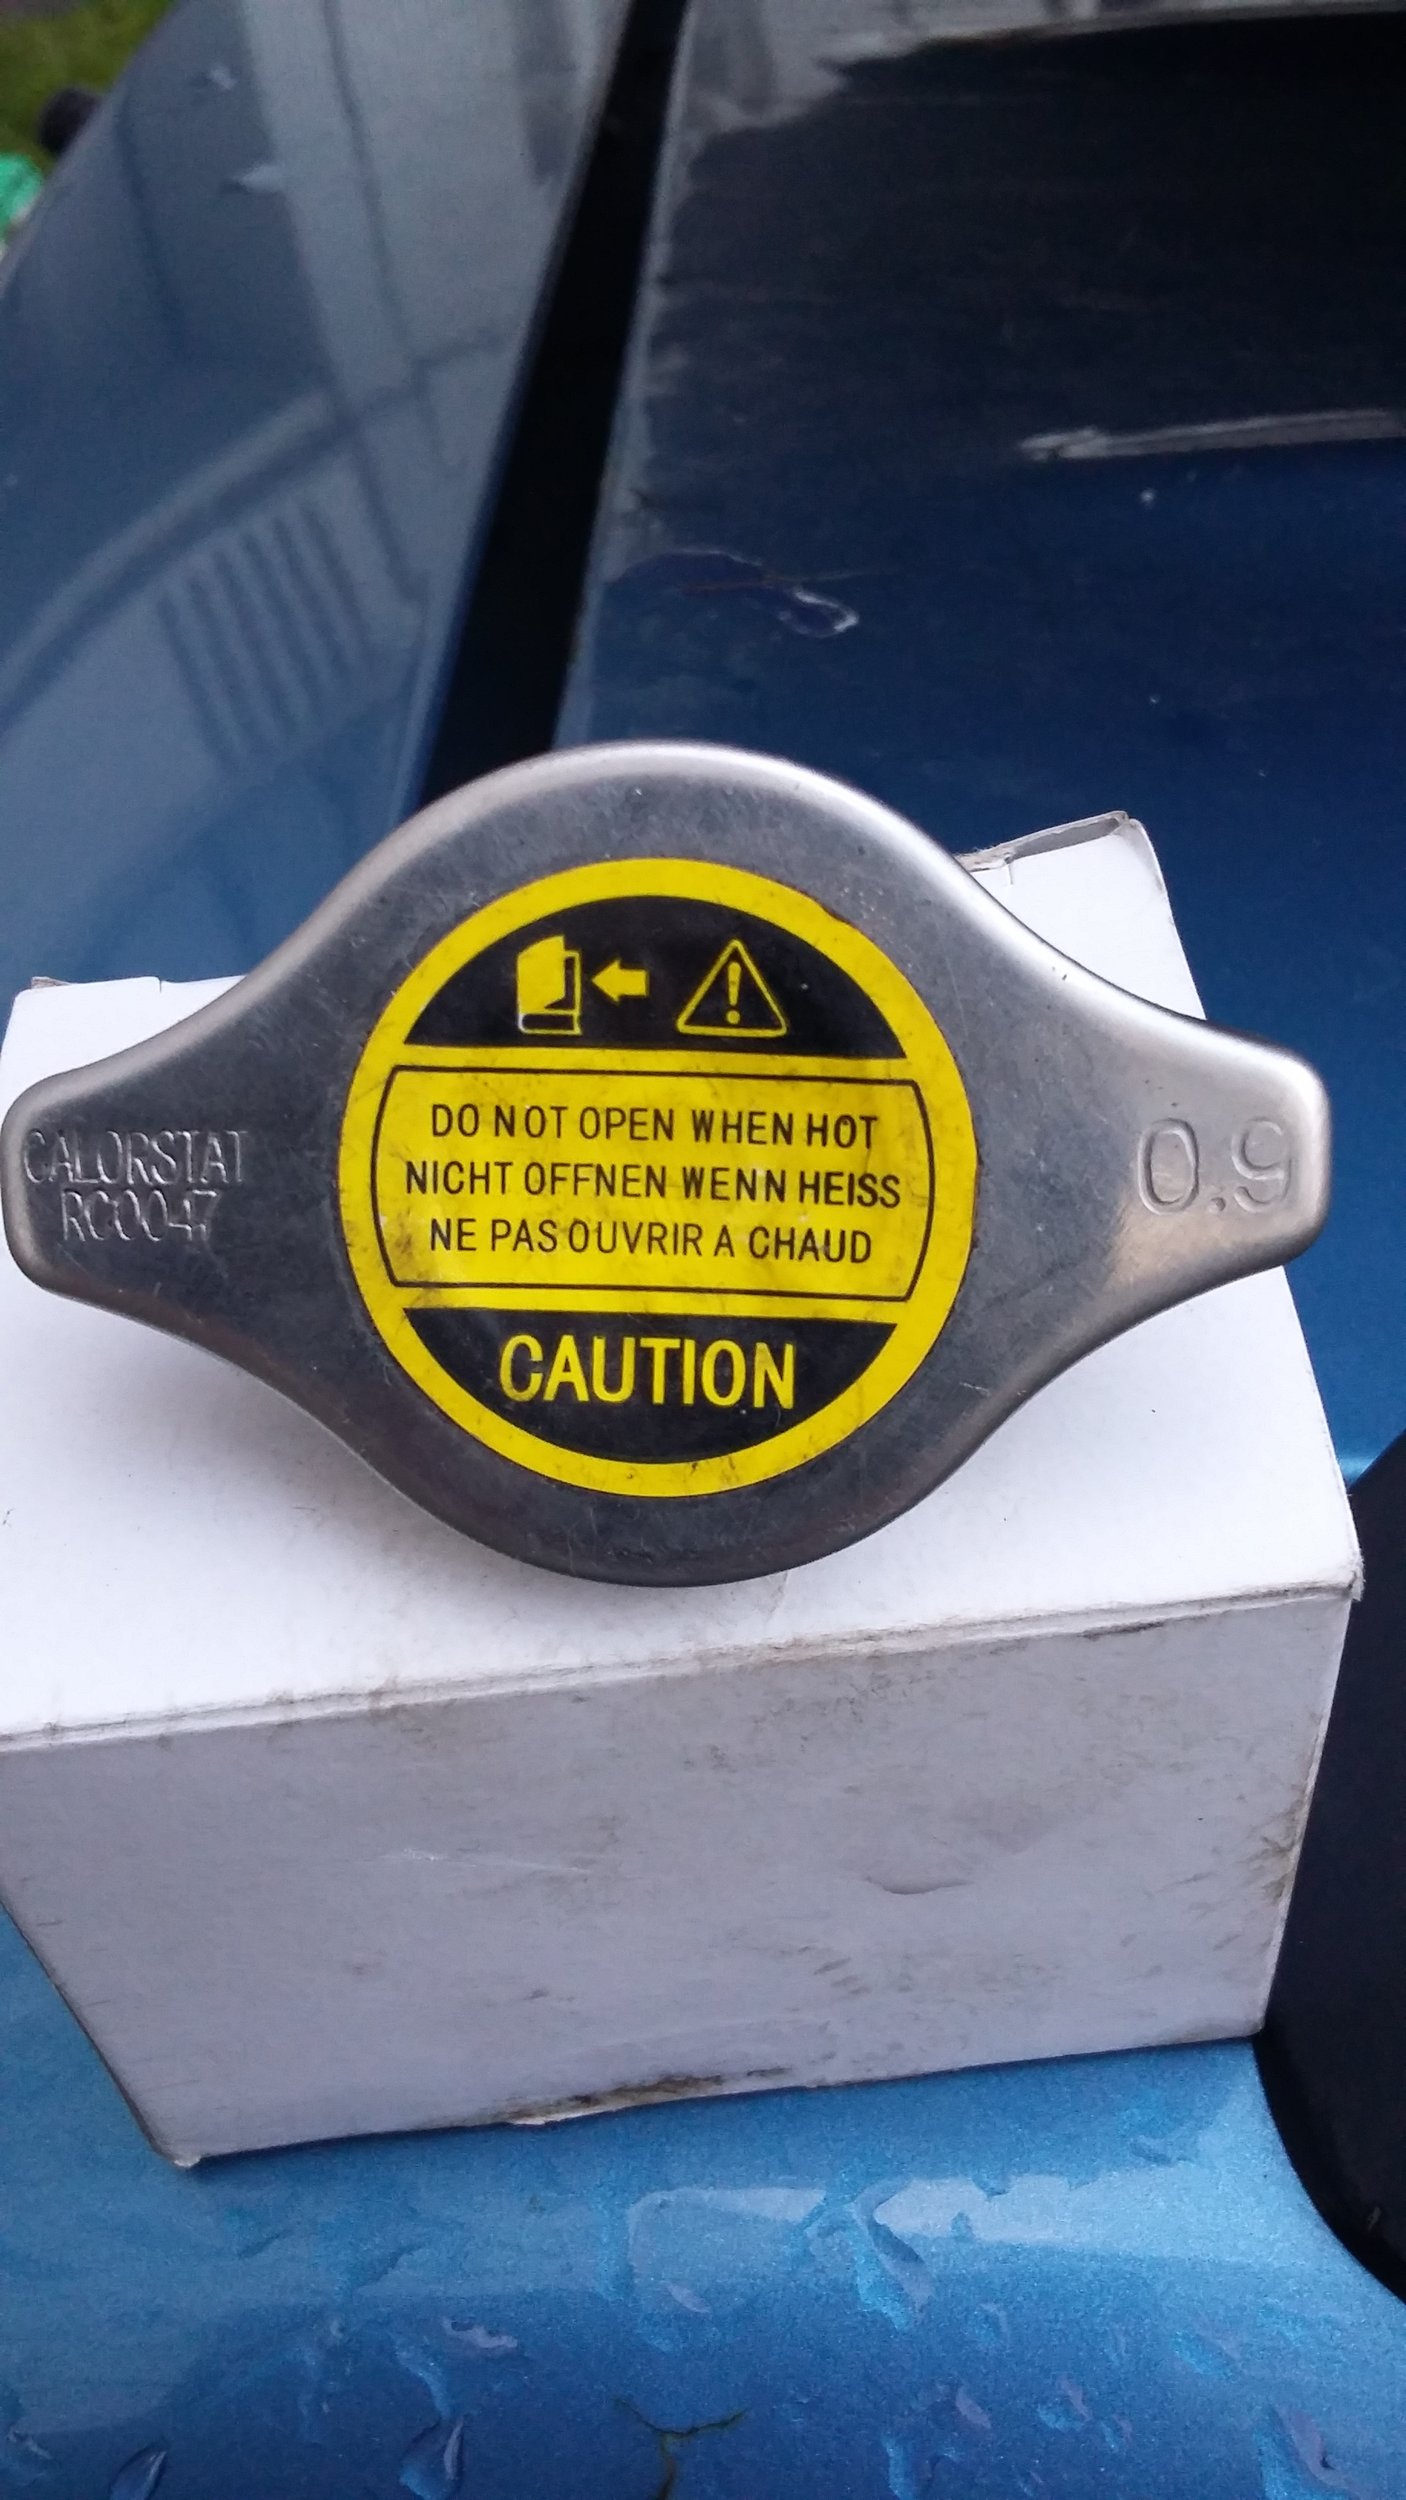 DO NOT OPEN WHEN HOT
NICHT OFFNEN WENN HEISS
NE PAS OUVRIR A CHAUD
CAUTION
CALORSTAT
RC0047
0.9